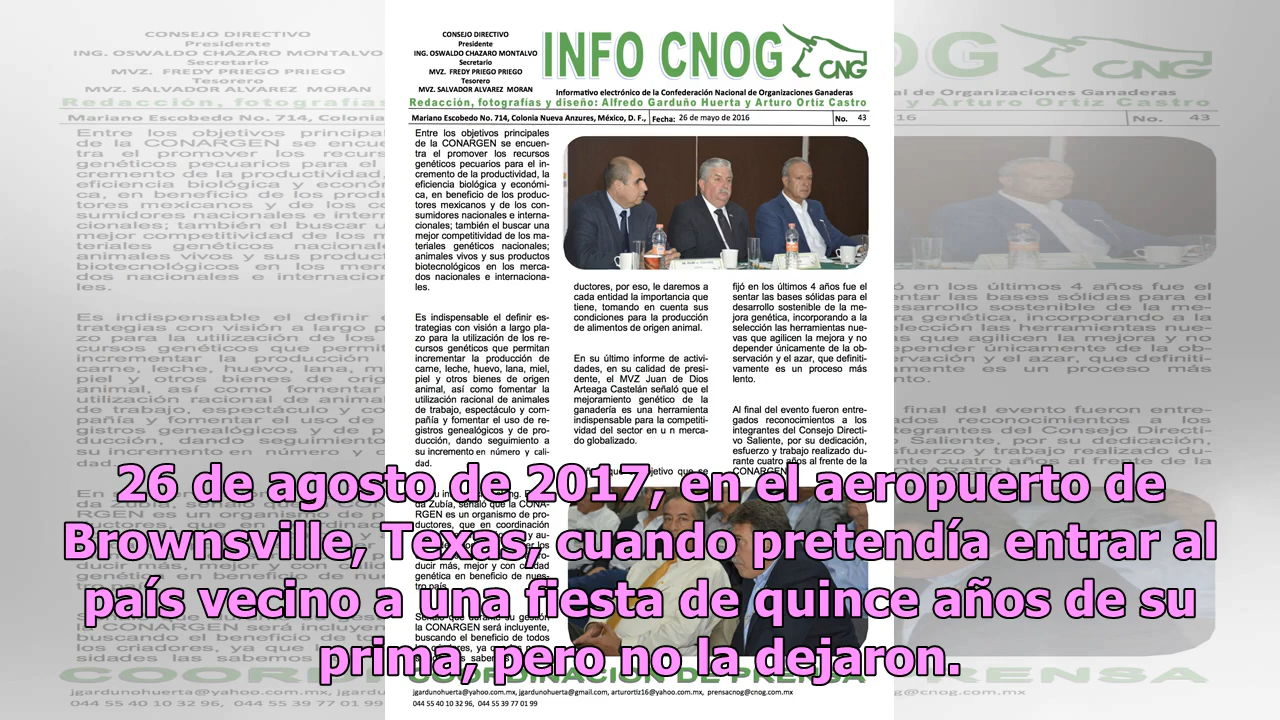 CONSEJO DIRECTIVO
Presidente
ING. OSWALDO CHAZARO MONTALVO
Secretario
MVZ. FREDY PRIEGO PRIEGO
Tesorero
MVZ. SALVADOR ALVAREZ MORAN
INFO CNOG
CNG
Informativo electrónico de la Confederación Nacional de Organizaciones Ganaderas
Redacción, fotografías y diseño: Alfredo Garduño Huerta y Arturo Ortíz Castro
Mariano Escobedo No. 714, Colonia Nueva Anzures, México, D. F., Fecha: 26 de mayo de 2016 No. 43
Entre los objetivos principales
de la CONARGEN se encuen-
tra el promover los recursos
genéticos pecuarios para el in-
cremento de la productividad, la
eficiencia biológica y económi-
ca, en beneficio de los produc-
tores mexicanos y de los con-
sumidores nacionales e interna-
cionales; también el buscar una
mejor competitividad de los ma-
teriales genéticos nacionales;
animales vivos y sus productos
biotecnológicos en los merca-
dos nacionales e internaciona-
les.
Es indispensable el definir es-
trategias con visión a largo pla-
zo para la utilización de los re-
cursos genéticos que permitan
incrementar la producción de
carne, leche, huevo, lana, miel,
piel y otros bienes de origen
animal, así como fomentar la
utilización racional de animales
de trabajo, espectáculo y com-
pañía y fomentar el uso de re-
gistros genealógicos y de pro-
ducción, dando seguimiento a
su incremento en número y cali-
dad.
ductores, por eso, le daremos a
cada entidad la importancia que
tiene, tomando en cuenta sus
condiciones para la producción
de alimentos de origen animal.
En su último informe de activi-
dades, en su calidad de presi-
dente, el MVZ Juan de Dios
Arteaga Castelán señaló que el
mejoramiento genético de la
ganadería es una herramienta
indispensable para la competiti-
vidad del sector en u n merca-
do globalizado.
fijó en los últimos 4 años fue el
sentar las bases sólidas para el
desarrollo sostenible de la me-
jora genética, incorporando a la
selección las herramientas nue-
vas que agilicen la mejora y no
depender únicamente de la ob-
servación y el azar, que definiti-
vamente es un proceso más
lento.
Al final del evento fueron entre-
gados reconocimientos a los
integrantes del Consejo Directi-
vo Saliente, por su dedicación,
esfuerzo y trabajo realizado du-
rante cuatro años al frente de la
CONARGEN
26 de agosto de 2017, en el aeropuerto de
Brownsville, Texas, cuando pretendía entrar al
país vecino a una fiesta de quince años de su
prima, pero no la dejaron.
COORDINACIÓN DE PRENSA
jgardunohuerta@yahoo.com.mx, jgardunohuerta@gmail.com, arturortiz16@yahoo.com.mx, prensacnog@cnog.com.mx
044 55 40 10 32 96, 044 55 39 77 01 99